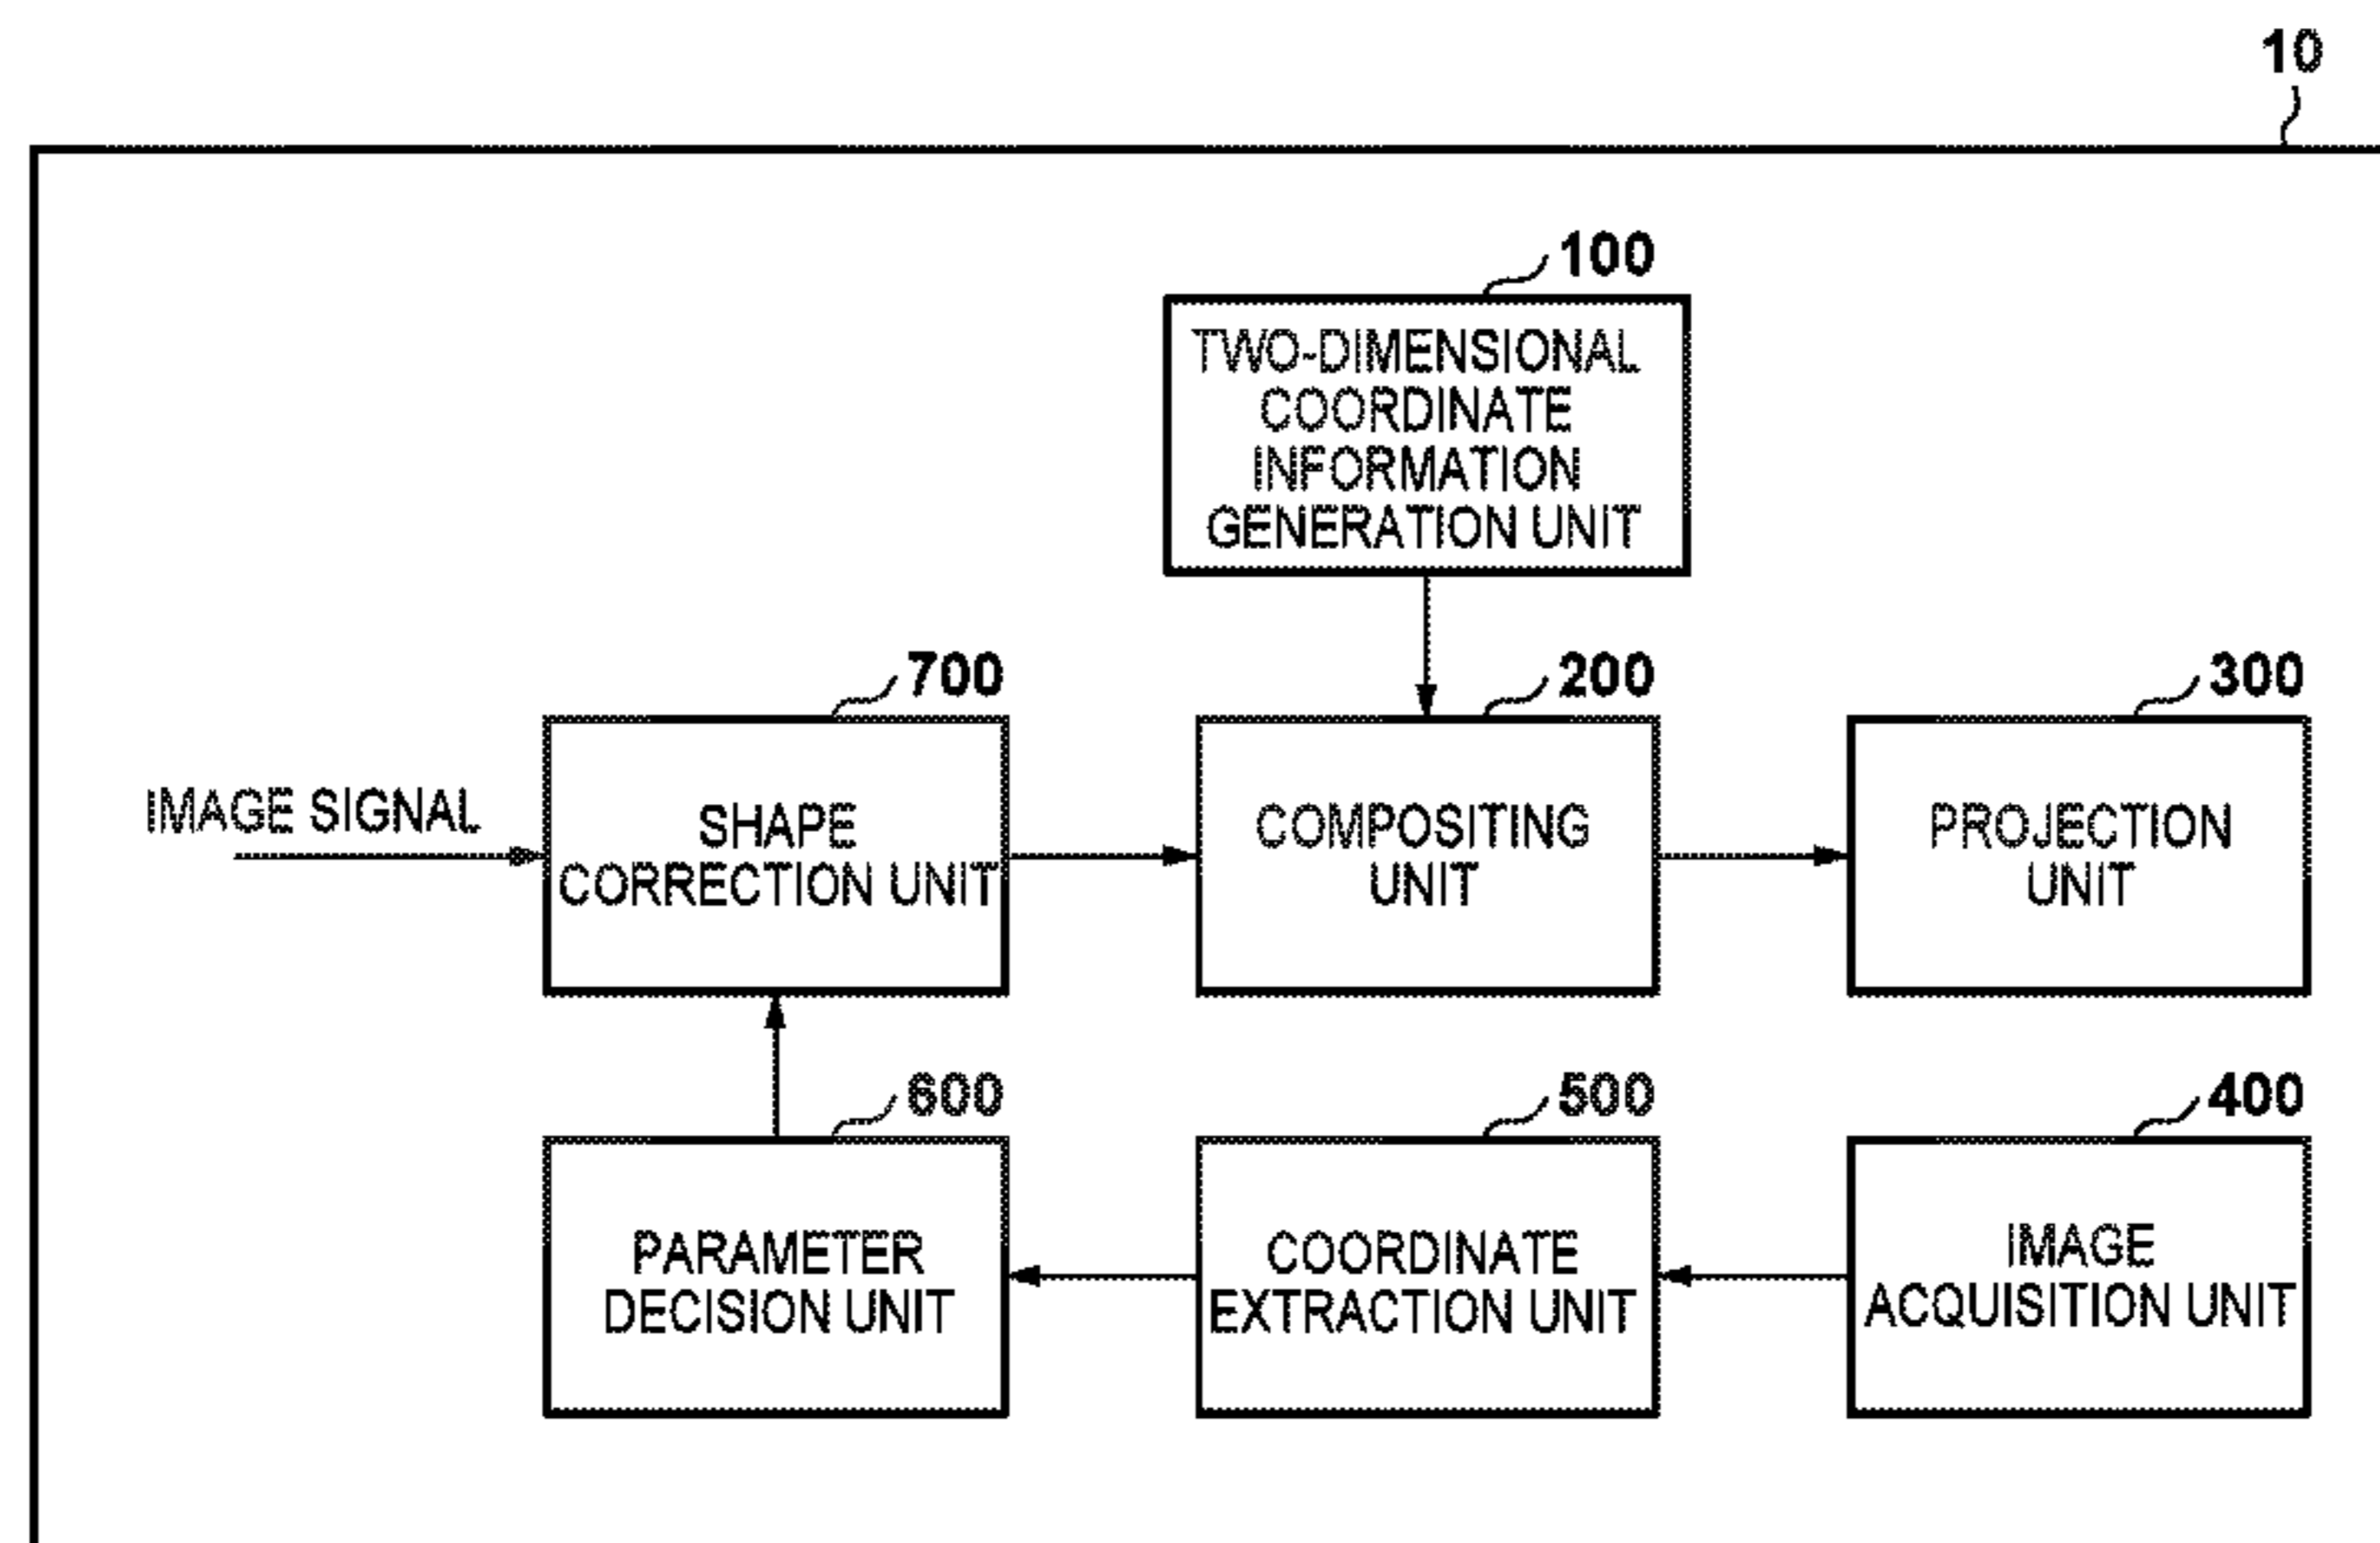 10
100
TWO-DIMENSIONAL
COORDINATE
INFORMATION
GENERATION UNIT
700
200
300
IMAGE SIGNAL
SHAPE
CORRECTION UNIT
COMPOSITING
UNIT
PROJECTION
UNIT
600
500
400
PARAMETER
DECISION UNIT
COORDINATE
EXTRACTION UNIT
IMAGE
ACQUISITION UNIT